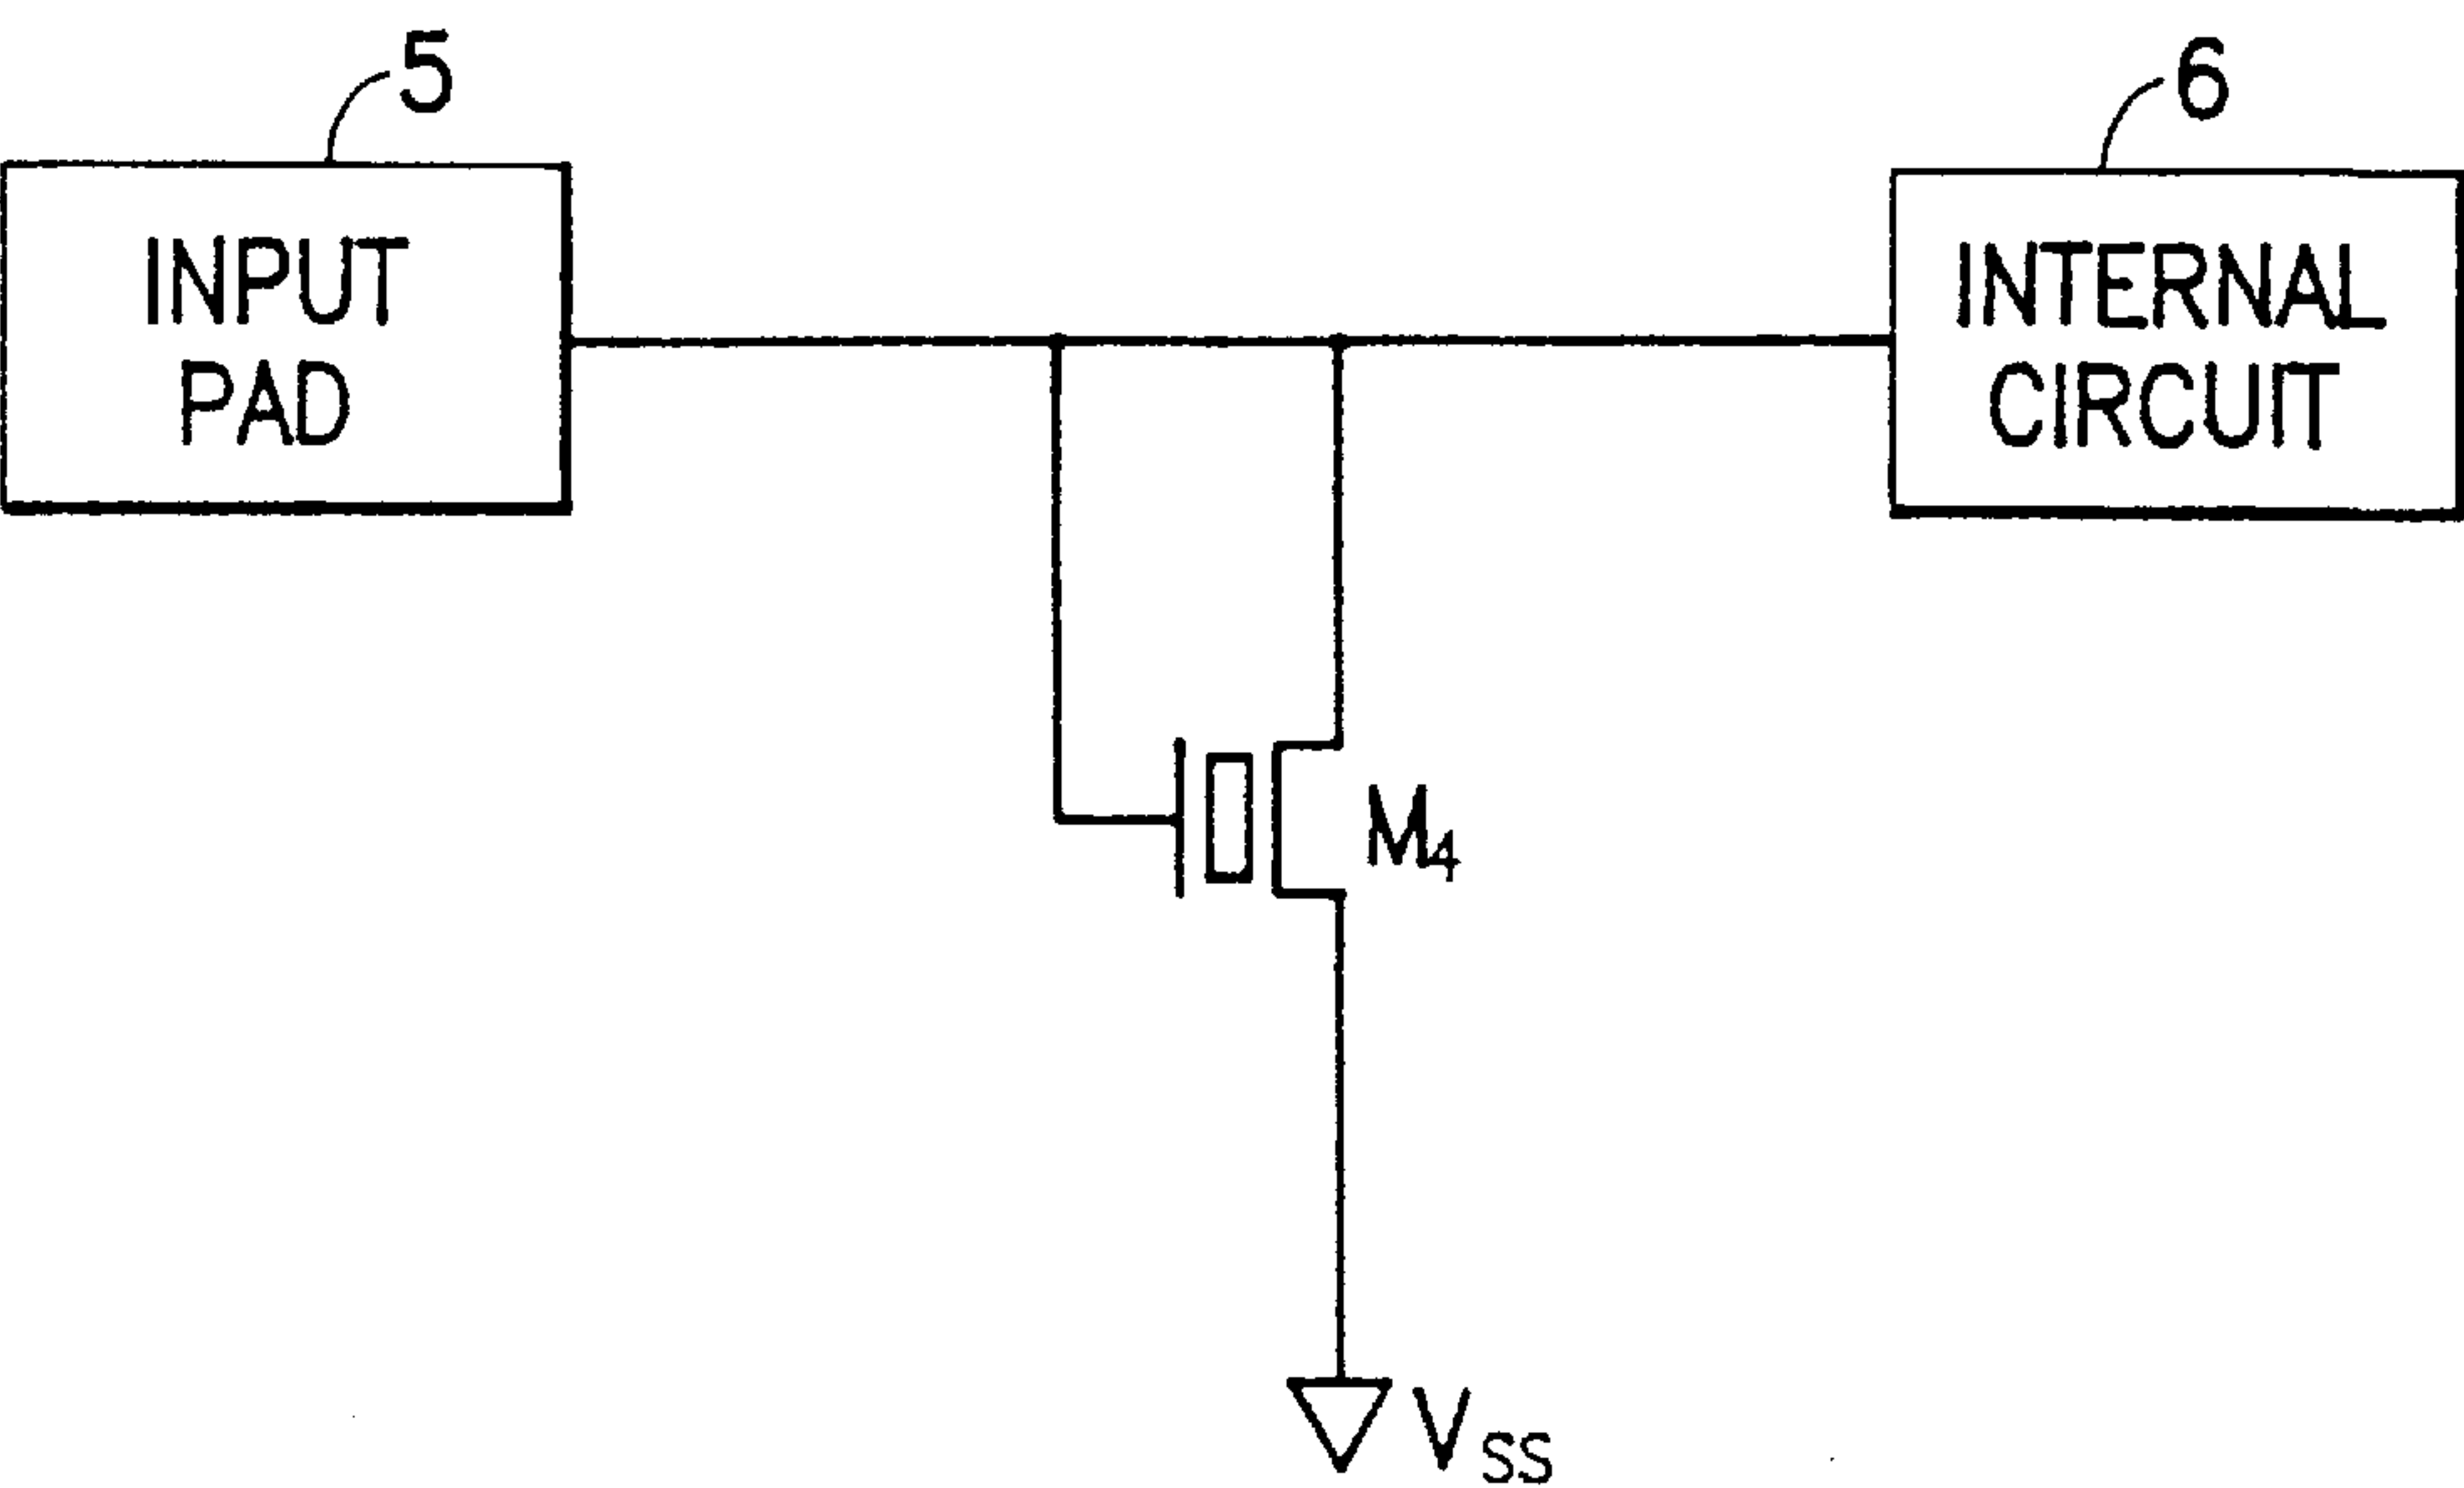 5
6
INPUT
PAD
INTERNAL
CIRCUIT
M4
VSS